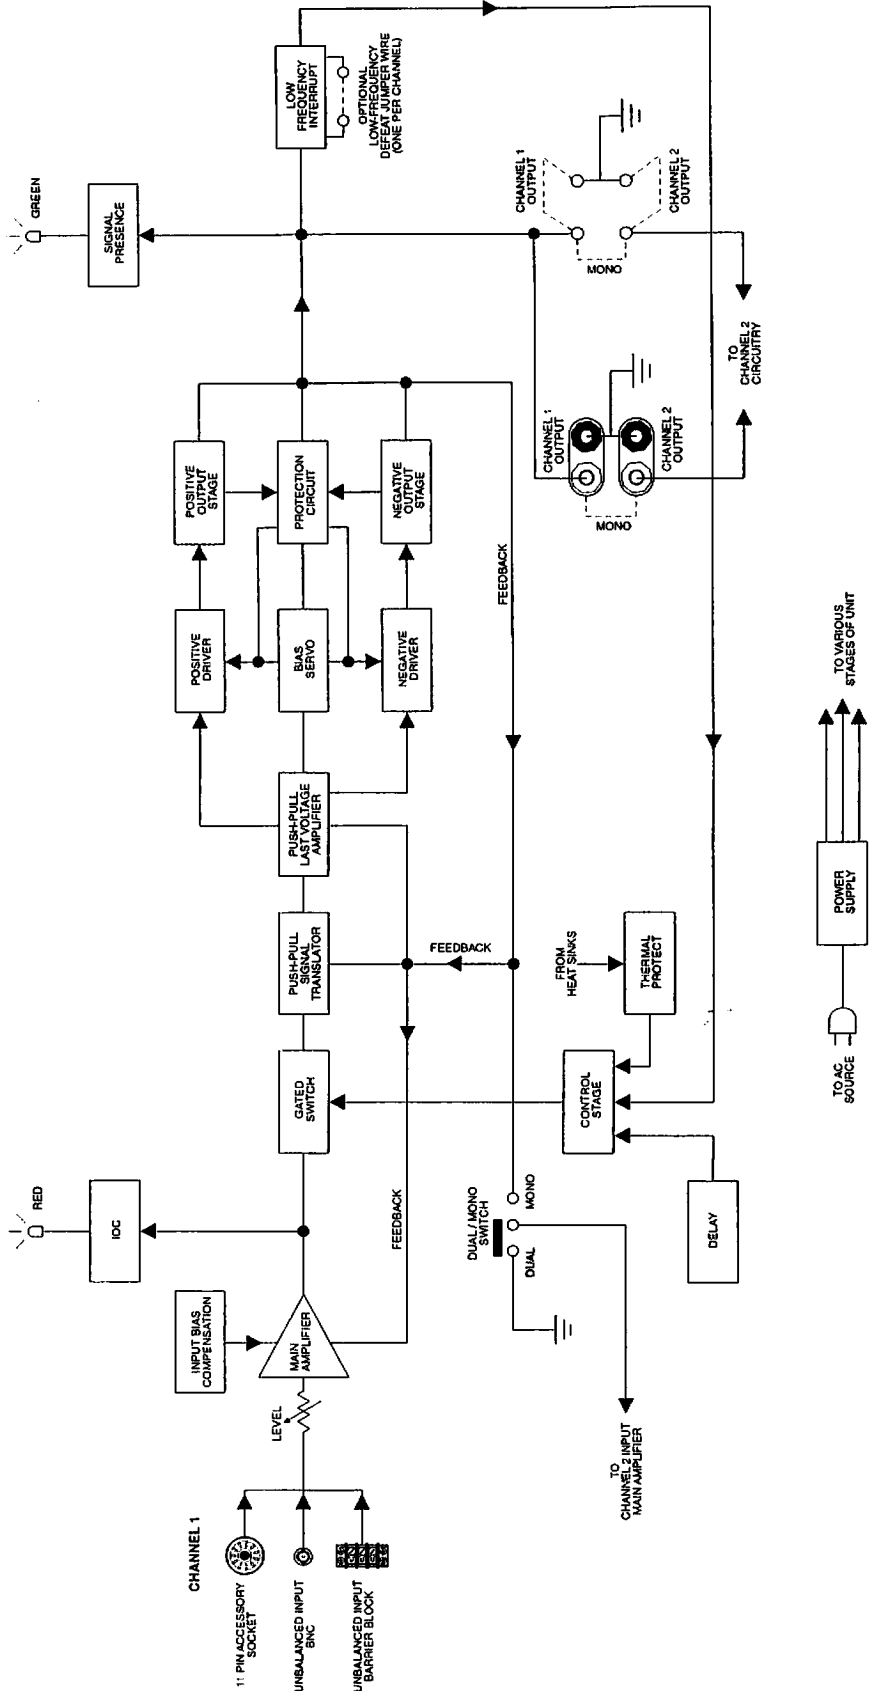 CHANNEL 1
11 PIN ACCESSORY
SOCKET
UNBALANCED INPUT
BNC
UNBALANCED INPUT
BARRIER BLOCK
LEVEL
INPUT BIAS
COMPENSATION
MAIN
AMPLIFIER
RED
IOC
GATED
SWITCH
PUSH-PULL
SIGNAL
TRANSLATOR
PUSH-PULL
LAST VOLTAGE
AMPLIFIER
POSITIVE
DRIVER
BIAS
SERVO
NEGATIVE
DRIVER
POSITIVE
OUTPUT
STAGE
PROTECTION
CIRCUIT
NEGATIVE
OUTPUT
STAGE
GREEN
SIGNAL
PRESENCE
LOW
FREQUENCY
INTERRUPT
OPTIONAL
LOW-FREQUENCY
DEFEAT JUMPER WIRE
(ONE PER CHANNEL)
FEEDBACK
FEEDBACK
FEEDBACK
DUAL / MONO
SWITCH
DUAL
MONO
TO
CHANNEL 2 INPUT
MAIN AMPLIFIER
DELAY
CONTROL
STAGE
FROM
HEAT SINKS
THERMAL
PROTECT
CHANNEL 1
OUTPUT
CHANNEL 2
OUTPUT
MONO
CHANNEL 1
OUTPUT
CHANNEL 2
OUTPUT
MONO
TO
CHANNEL 2
CIRCUITRY
TO AC
SOURCE
POWER
SUPPLY
TO VARIOUS
STAGES OF UNIT